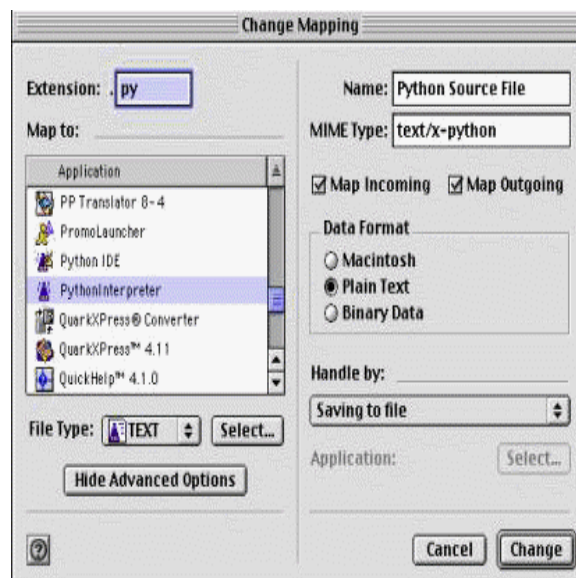 Change Mapping
Extension: .py
Map to:
Application
PP Translator 8-4
PromoLauncher
Python IDE
PythonInterpreter
QuarkXPress® Converter
QuarkXPress™ 4.11
QuickHelp™ 4.1.0
File Type: TEXT Select...
Hide Advanced Options
Name: Python Source File
MIME Type: text/x-python
Map Incoming Map Outgoing
Data Format
Macintosh
Plain Text
Binary Data
Handle by:
Saving to file
Application: Select...
?
Cancel Change